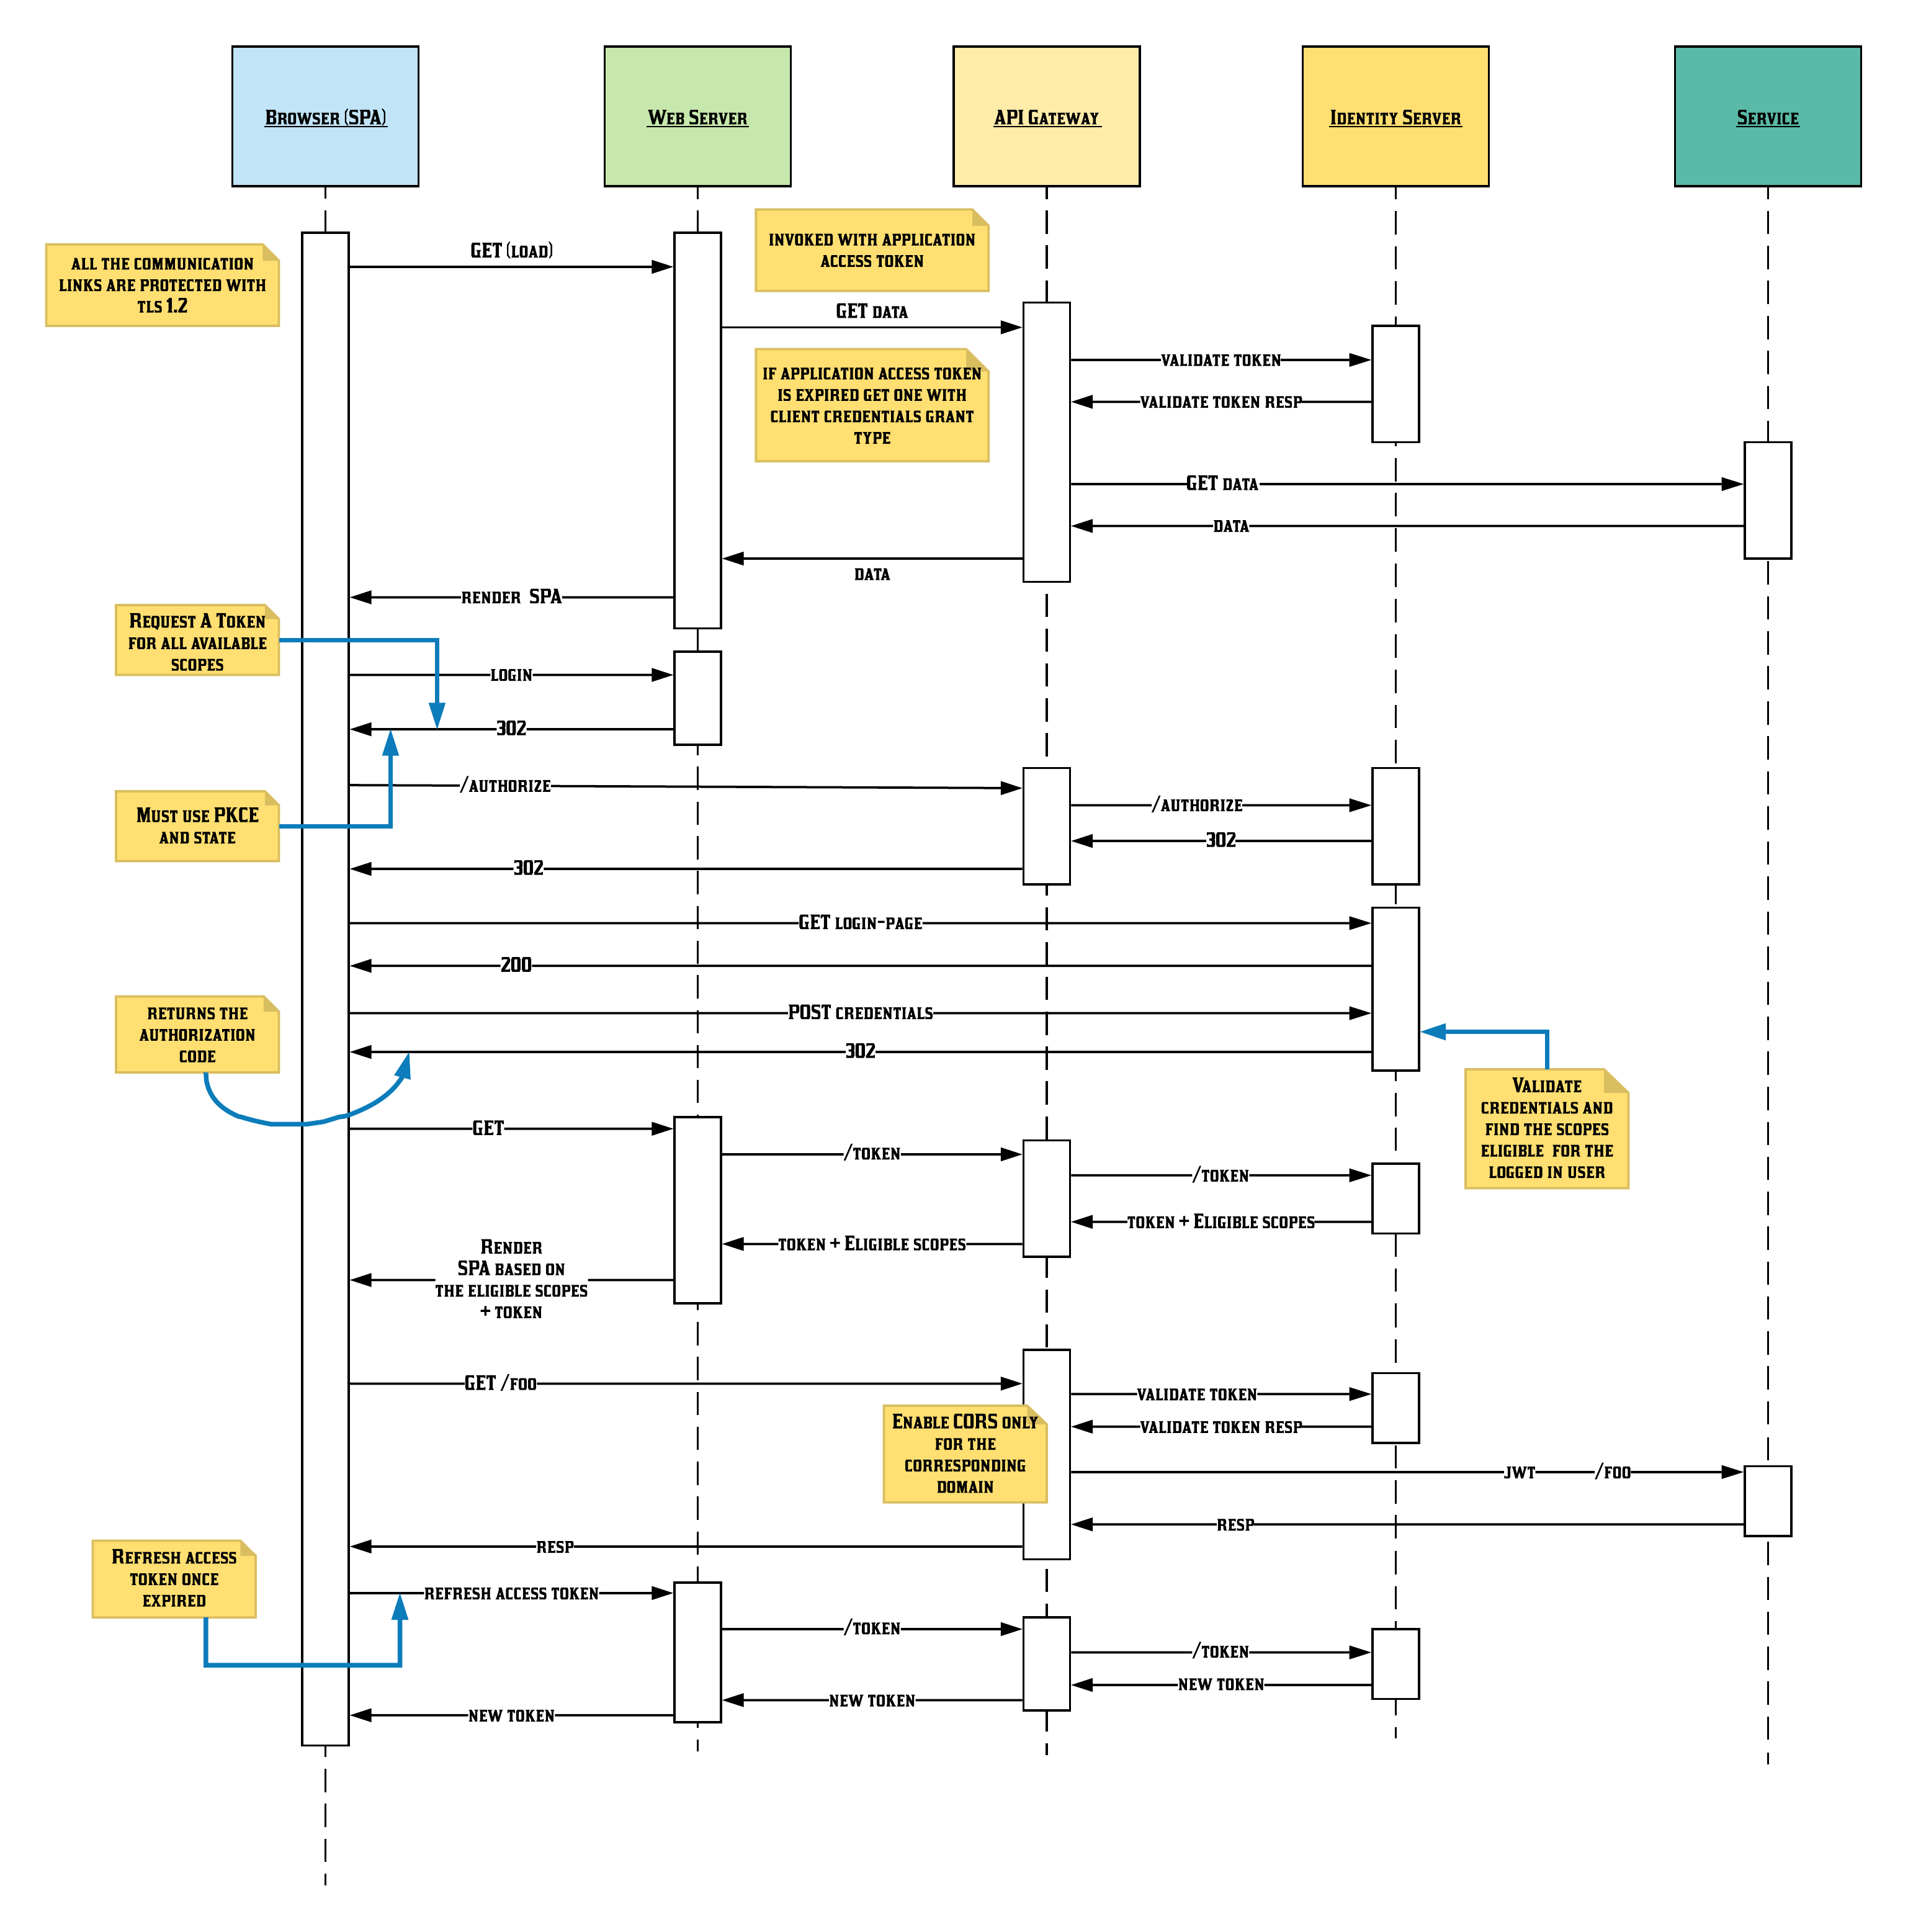 Browser (SPA)
Web Server
API Gateway
Identity Server
Service
all the communication
links are protected with
tls 1.2
GET (load)
invoked with application
access token
GET data
validate token
if application access token
is expired get one with
client credentials grant
type
validate token resp
GET data
data
data
render SPA
Request A Token
for all available
scopes
login
302
Must use PKCE
and state
/authorize
/authorize
302
302
GET login-page
200
returns the
authorization
code
POST credentials
302
Validate
credentials and
find the scopes
eligible for the
logged in user
GET
/token
/token
token + Eligible scopes
token + Eligible scopes
Render
SPA based on
the eligible scopes
+ token
GET /foo
validate token
Enable CORS only
for the
corresponding
domain
validate token resp
jwt
/foo
resp
resp
Refresh access
token once
expired
refresh access token
/token
/token
new token
new token
new token